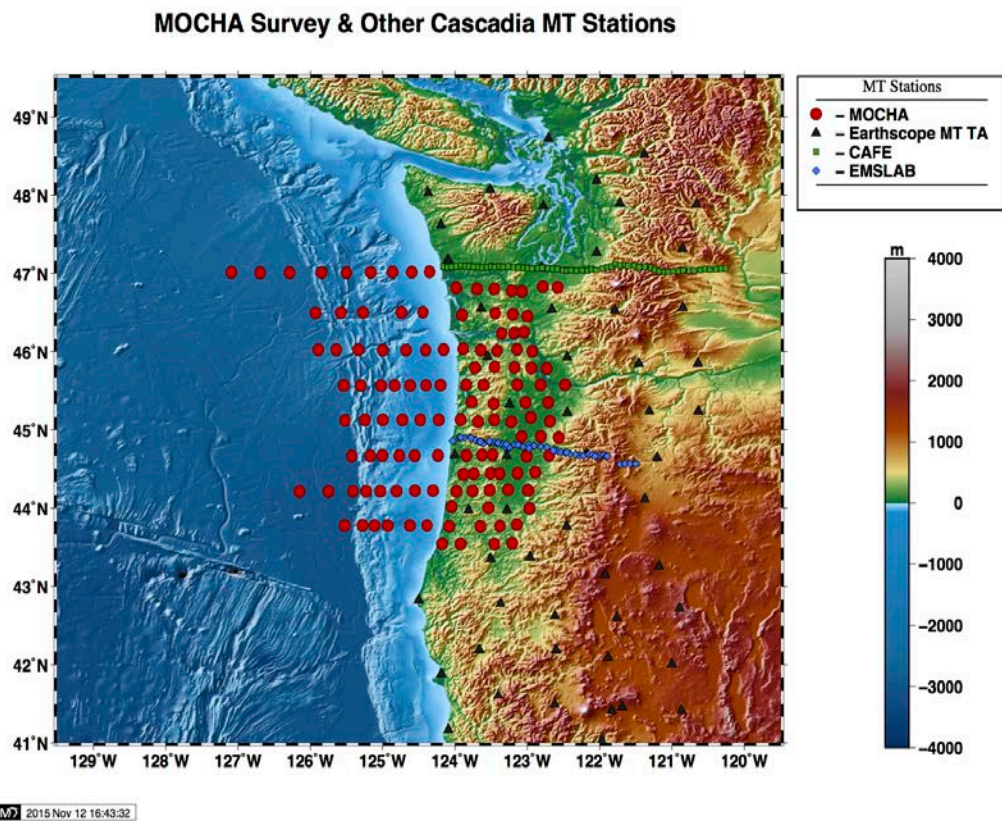 MOCHA Survey & Other Cascadia MT Stations
MT Stations
– MOCHA
– Earthscope MT TA
– CAFE
– EMSLAB
49°N
48°N
47°N
46°N
45°N
44°N
43°N
42°N
41°N
129°W 128°W 127°W 126°W 125°W 124°W 123°W 122°W 121°W 120°W
m
4000
3000
2000
1000
0
−1000
−2000
−3000
−4000
2015 Nov 12 16:43:32